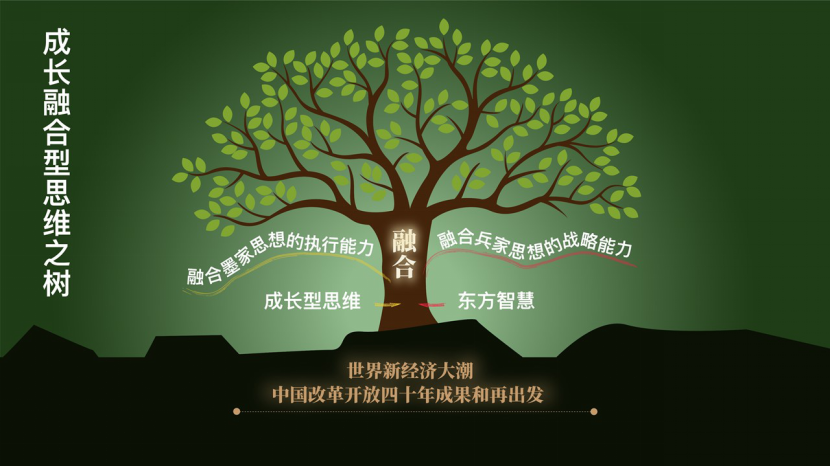 成长融合型思维之树
融合墨家思想的执行能力
融合
融合兵家思想的战略能力
成长型思维
东方智慧
世界新经济大潮
中国改革开放四十年成果和再出发